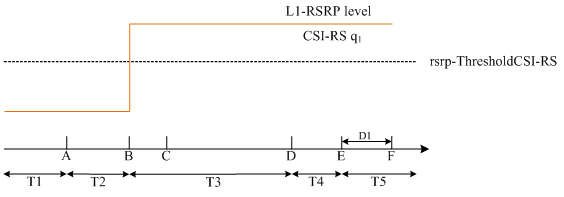 L1-RSRP level
CSI-RS q1
rsrp-ThresholdCSI-RS
D1
A B C D E F
T1 T2 T3 T4 T5